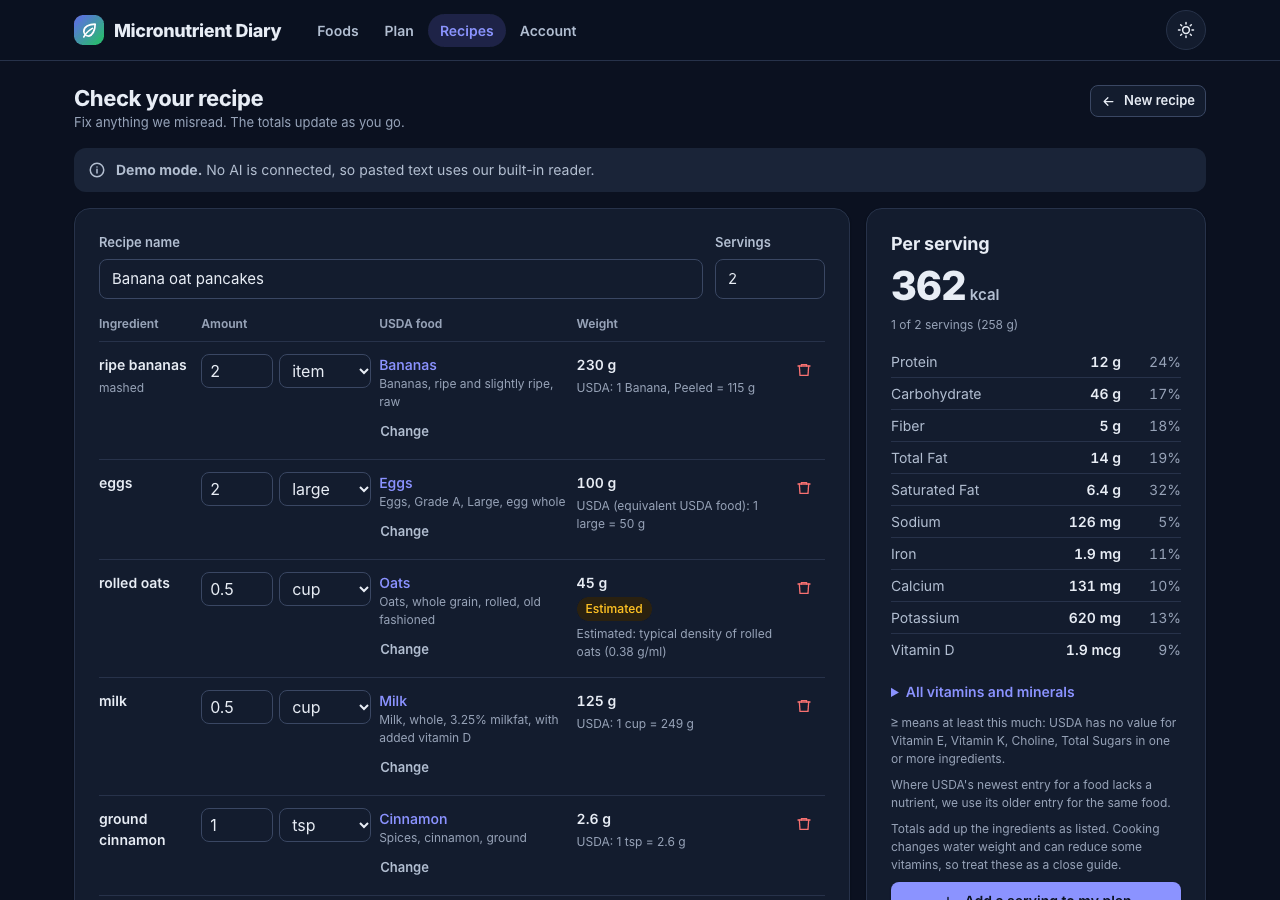 Micronutrient Diary
Foods
Plan
Recipes
Account
Check your recipe
Fix anything we misread. The totals update as you go.
← New recipe
Demo mode. No AI is connected, so pasted text uses our built-in reader.
Recipe name
Servings
Banana oat pancakes
2
Ingredient
Amount
USDA food
Weight
ripe bananas
mashed
2
item
Bananas
Bananas, ripe and slightly ripe,
raw
Change
230 g
USDA: 1 Banana, Peeled = 115 g
eggs
2
large
Eggs
Eggs, Grade A, Large, egg whole
Change
100 g
USDA (equivalent USDA food): 1
large = 50 g
rolled oats
0.5
cup
Oats
Oats, whole grain, rolled, old
fashioned
Change
45 g
Estimated
Estimated: typical density of rolled
oats (0.38 g/ml)
milk
0.5
cup
Milk
Milk, whole, 3.25% milkfat, with
added vitamin D
Change
125 g
USDA: 1 cup = 249 g
ground
cinnamon
1
tsp
Cinnamon
Spices, cinnamon, ground
Change
2.6 g
USDA: 1 tsp = 2.6 g
Per serving
362 kcal
1 of 2 servings (258 g)
Protein 12 g 24%
Carbohydrate 46 g 17%
Fiber 5 g 18%
Total Fat 14 g 19%
Saturated Fat 6.4 g 32%
Sodium 126 mg 5%
Iron 1.9 mg 11%
Calcium 131 mg 10%
Potassium 620 mg 13%
Vitamin D 1.9 mcg 9%
All vitamins and minerals
≥ means at least this much: USDA has no value for
Vitamin E, Vitamin K, Choline, Total Sugars in one
or more ingredients.
Where USDA's newest entry for a food lacks a
nutrient, we use its older entry for the same food.
Totals add up the ingredients as listed. Cooking
changes water weight and can reduce some
vitamins, so treat these as a close guide.
Add a serving to my plan